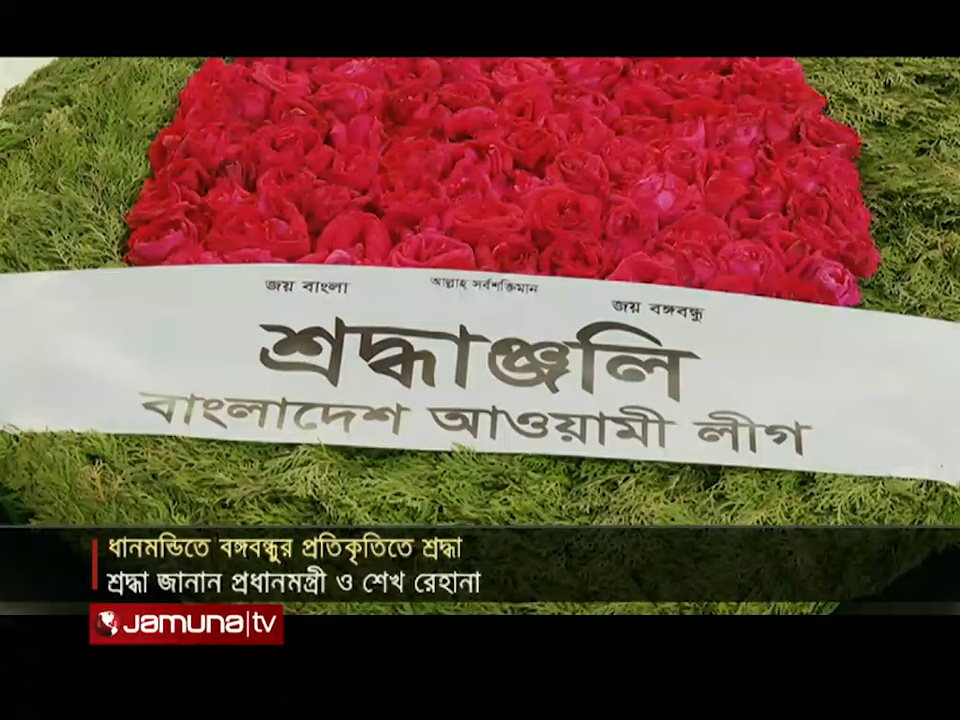 জয় বাংলা
আল্লাহ সর্বশক্তিমান
জয় বঙ্গবন্ধু
শ্রদ্ধাঞ্জলি
বাংলাদেশ আওয়ামী লীগ
ধানমন্ডিতে বঙ্গবন্ধুর প্রতিকৃতিতে শ্রদ্ধা
শ্রদ্ধা জানান প্রধানমন্ত্রী ও শেখ রেহানা
Jamuna|tv